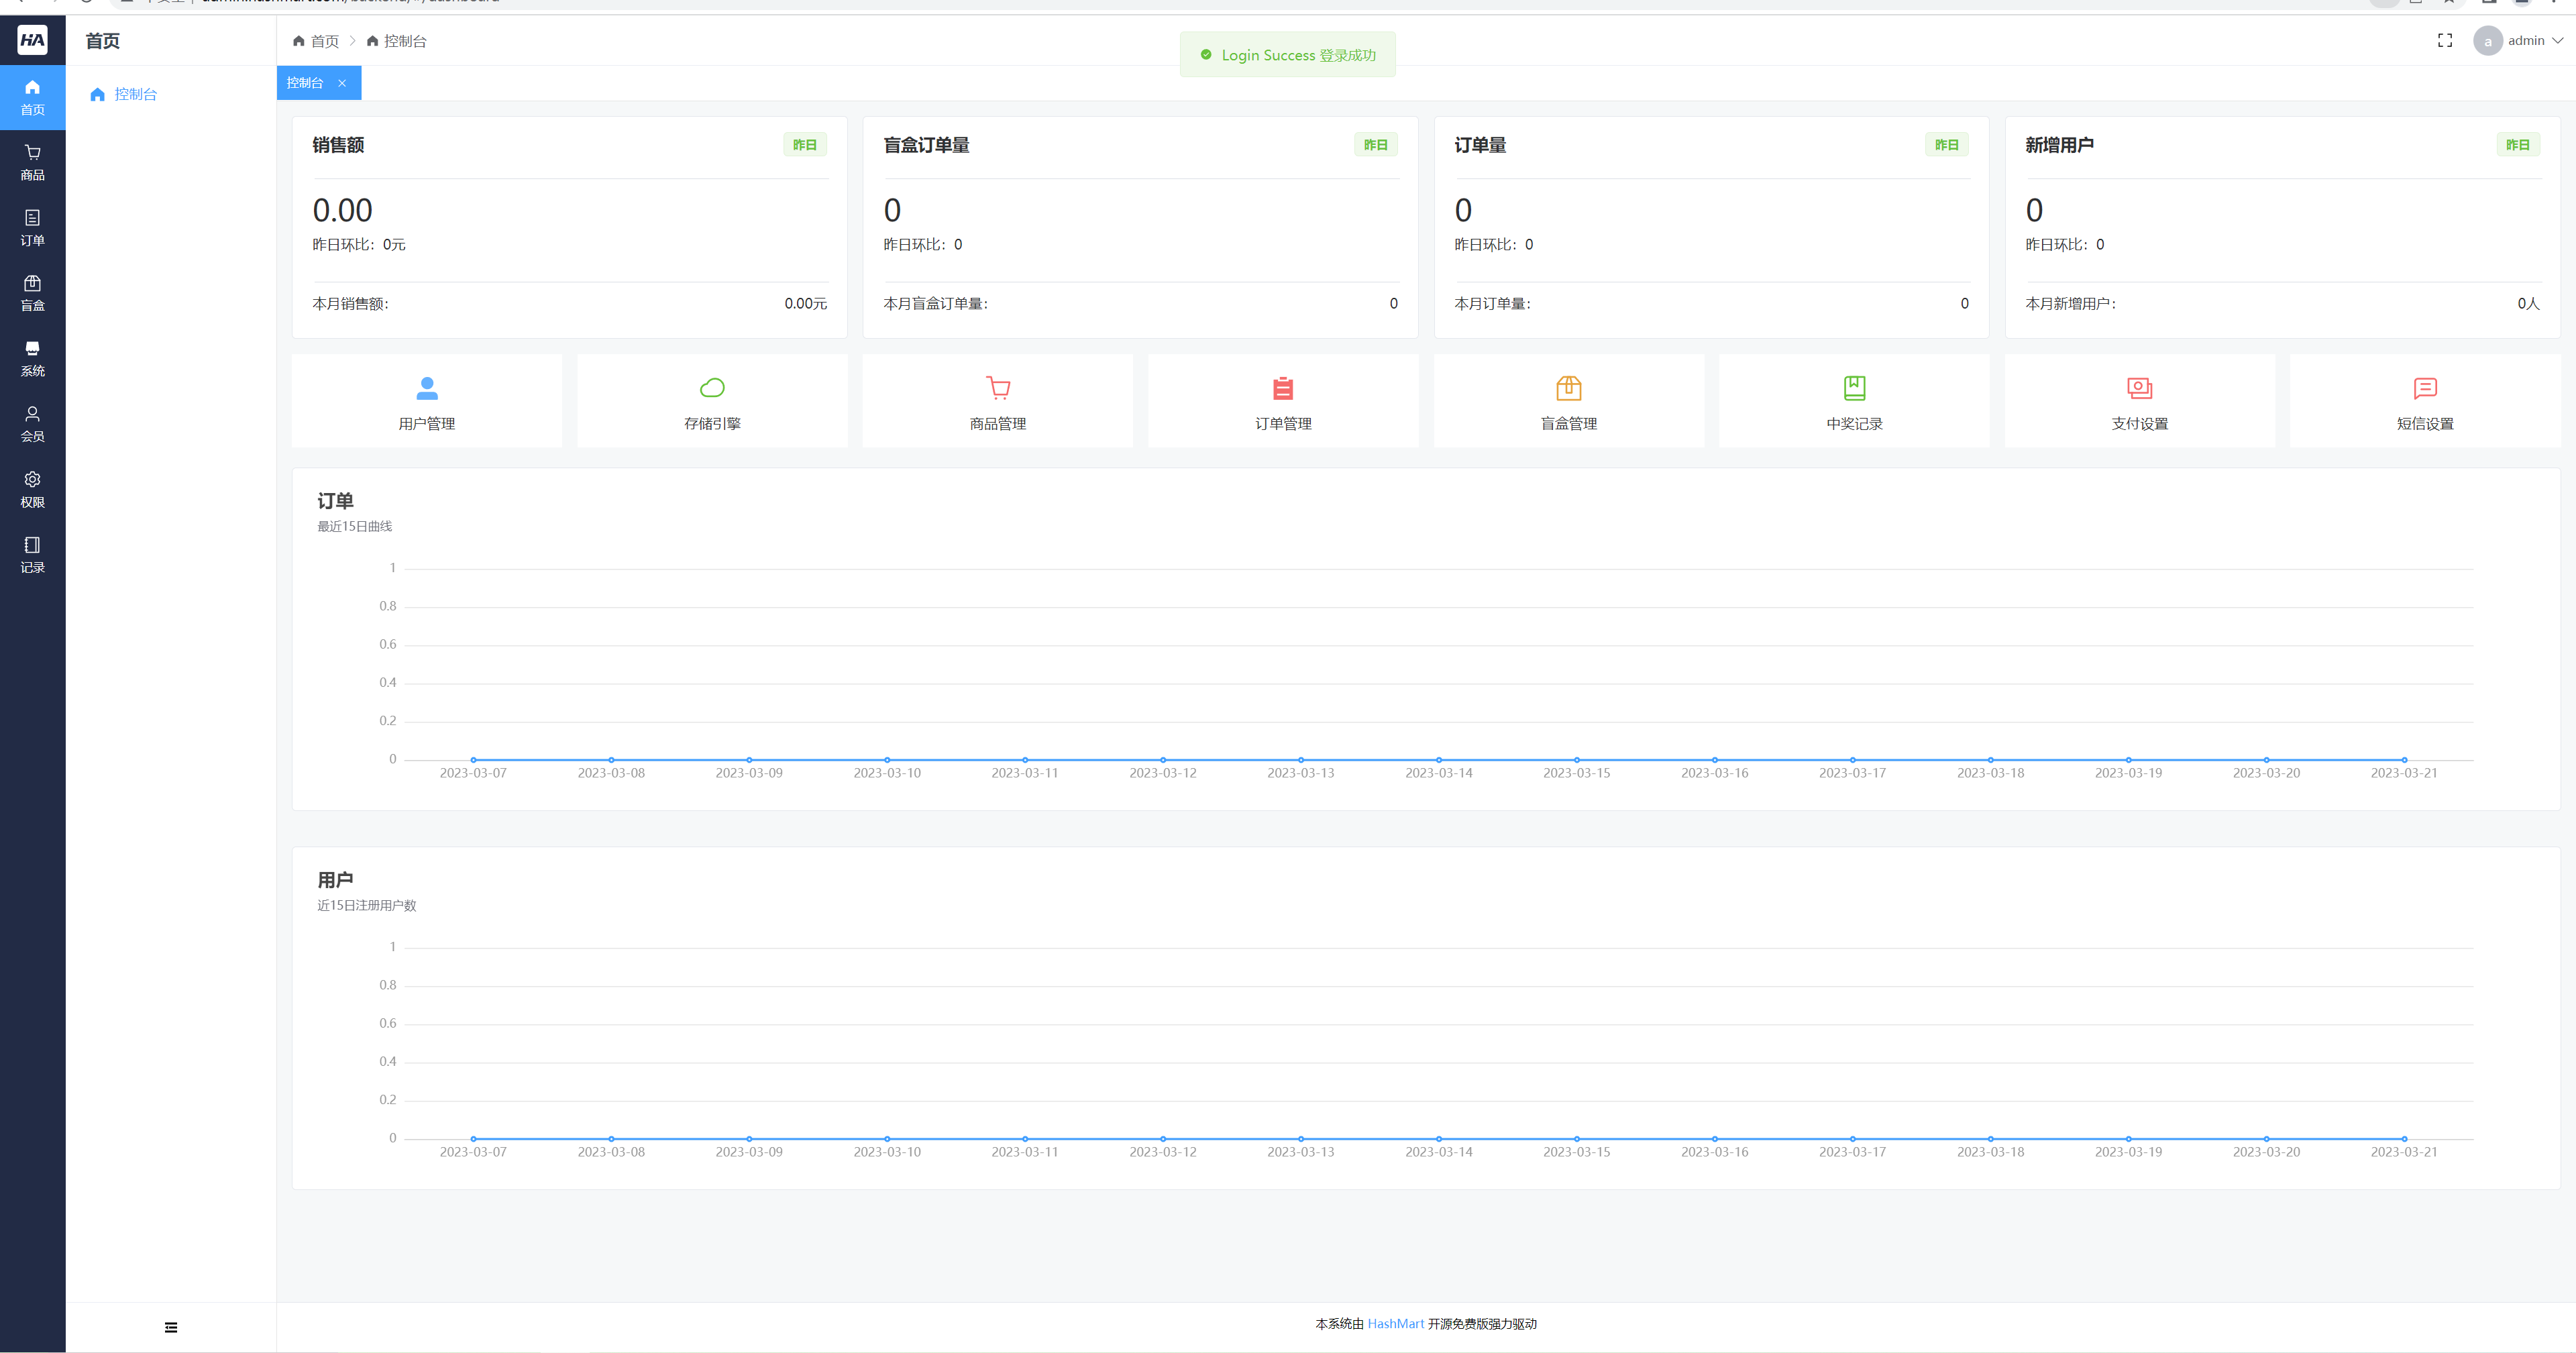 HA
首页
首页
商品
订单
盲盒
系统
会员
权限
记录
控制台
首页 控制台
Login Success 登录成功
a admin
控制台
销售额 昨日
0.00
昨日环比：0元
本月销售额： 0.00元
盲盒订单量 昨日
0
昨日环比：0
本月盲盒订单量： 0
订单量 昨日
0
昨日环比：0
本月订单量： 0
新增用户 昨日
0
昨日环比：0
本月新增用户： 0人
用户管理 存储引擎 商品管理 订单管理 盲盒管理 中奖记录 支付设置 短信设置
订单
最近15日曲线
1
0.8
0.6
0.4
0.2
0
2023-03-07 2023-03-08 2023-03-09 2023-03-10 2023-03-11 2023-03-12 2023-03-13 2023-03-14 2023-03-15 2023-03-16 2023-03-17 2023-03-18 2023-03-19 2023-03-20 2023-03-21
用户
近15日注册用户数
1
0.8
0.6
0.4
0.2
0
2023-03-07 2023-03-08 2023-03-09 2023-03-10 2023-03-11 2023-03-12 2023-03-13 2023-03-14 2023-03-15 2023-03-16 2023-03-17 2023-03-18 2023-03-19 2023-03-20 2023-03-21
本系统由 HashMart 开源免费版强力驱动